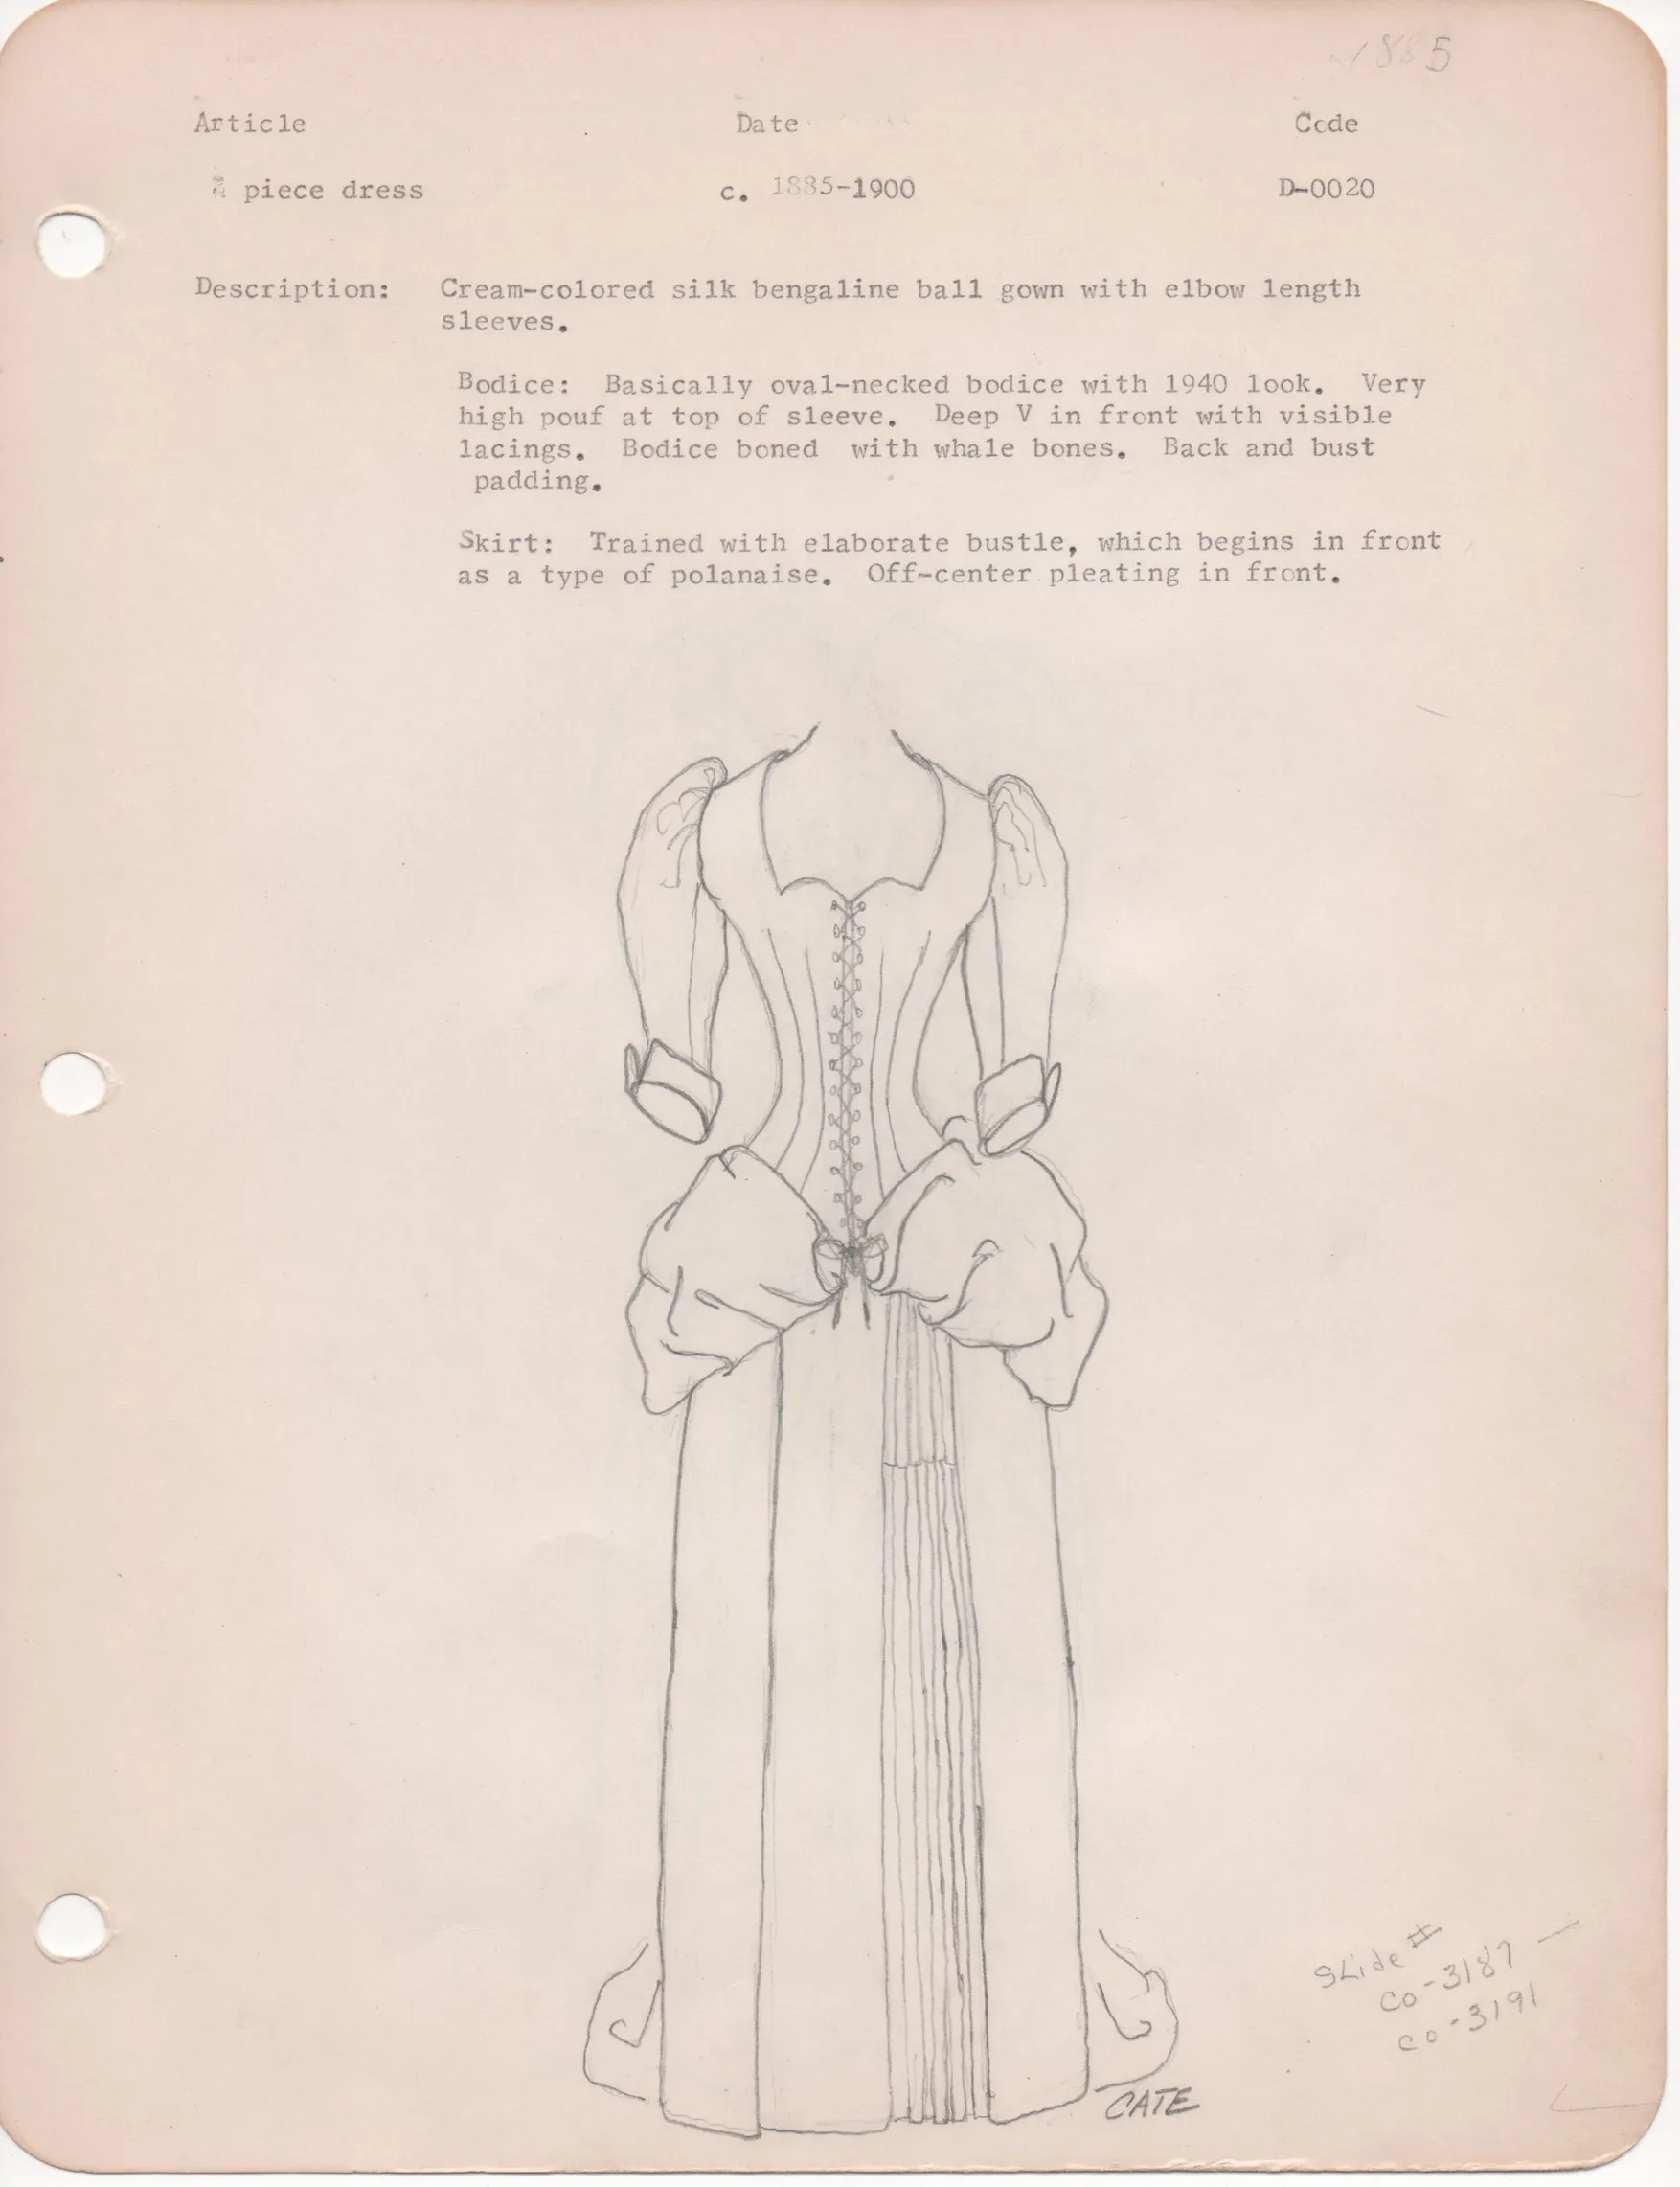 1885
Article Date Code
2 piece dress c. 1885-1900 D-0020
Description: Cream-colored silk bengaline ball gown with elbow length
sleeves.
Bodice: Basically oval-necked bodice with 1940 look. Very
high pouf at top of sleeve. Deep V in front with visible
lacings. Bodice boned with whale bones. Back and bust
padding.
Skirt: Trained with elaborate bustle, which begins in front
as a type of polanaise. Off-center pleating in front.
SLide #
CO-3187 —
CO-3191
CATE